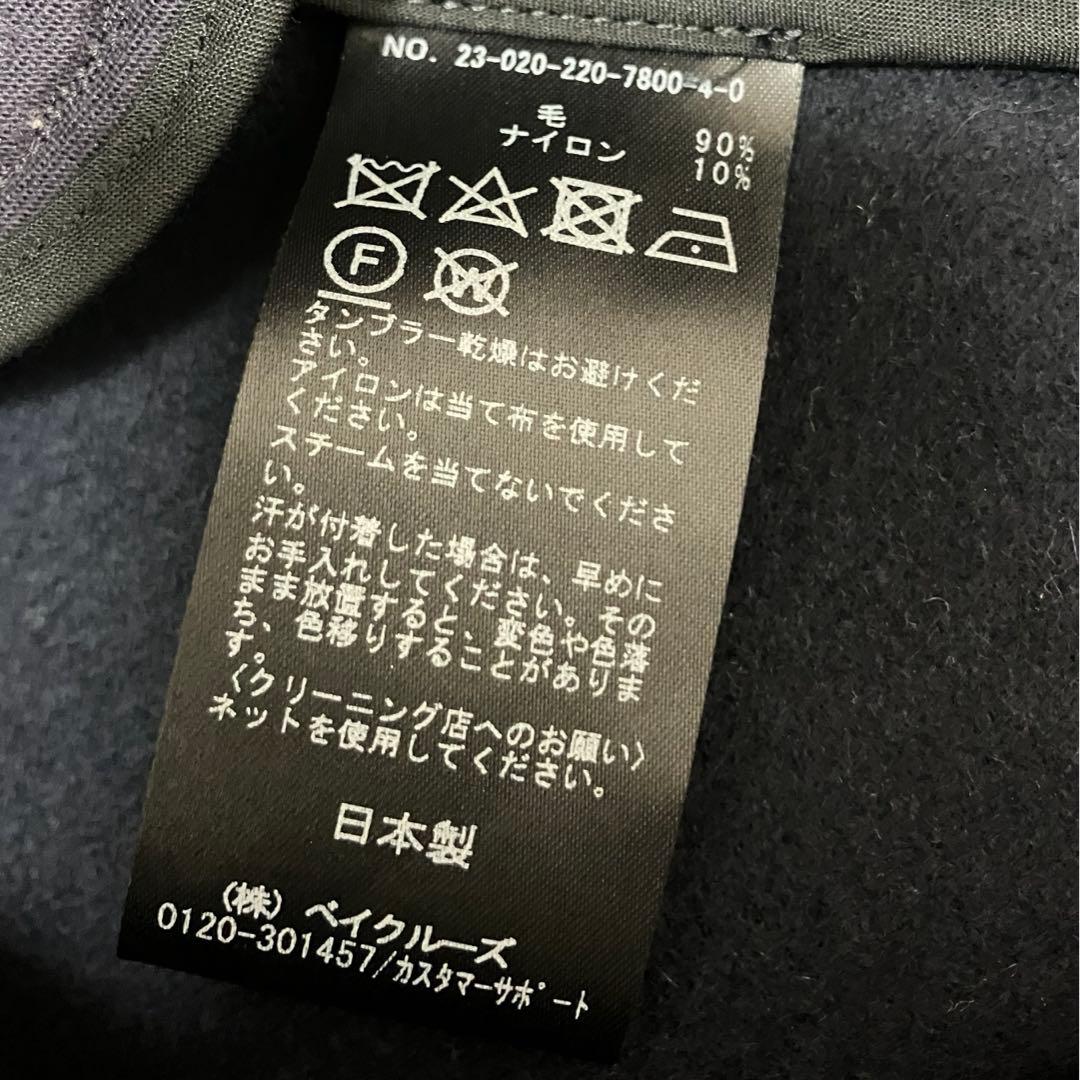 NO. 23-020-220-7800-4-0
毛 90%
ナイロン 10%
F W
タンブラー乾燥はお避けくだ
さい。
アイロンは当て布を使用して
ください。
スチームを当てないでくださ
い。
汗が付着した場合は、早めに
お手入れしてください。その
まま放置すると、変色や色落
ち、色移りすることがありま
す。
〈クリーニング店へのお願い〉
ネットを使用してください。
日本製
(株) ベイクルーズ
0120-301457/カスタマーサポート